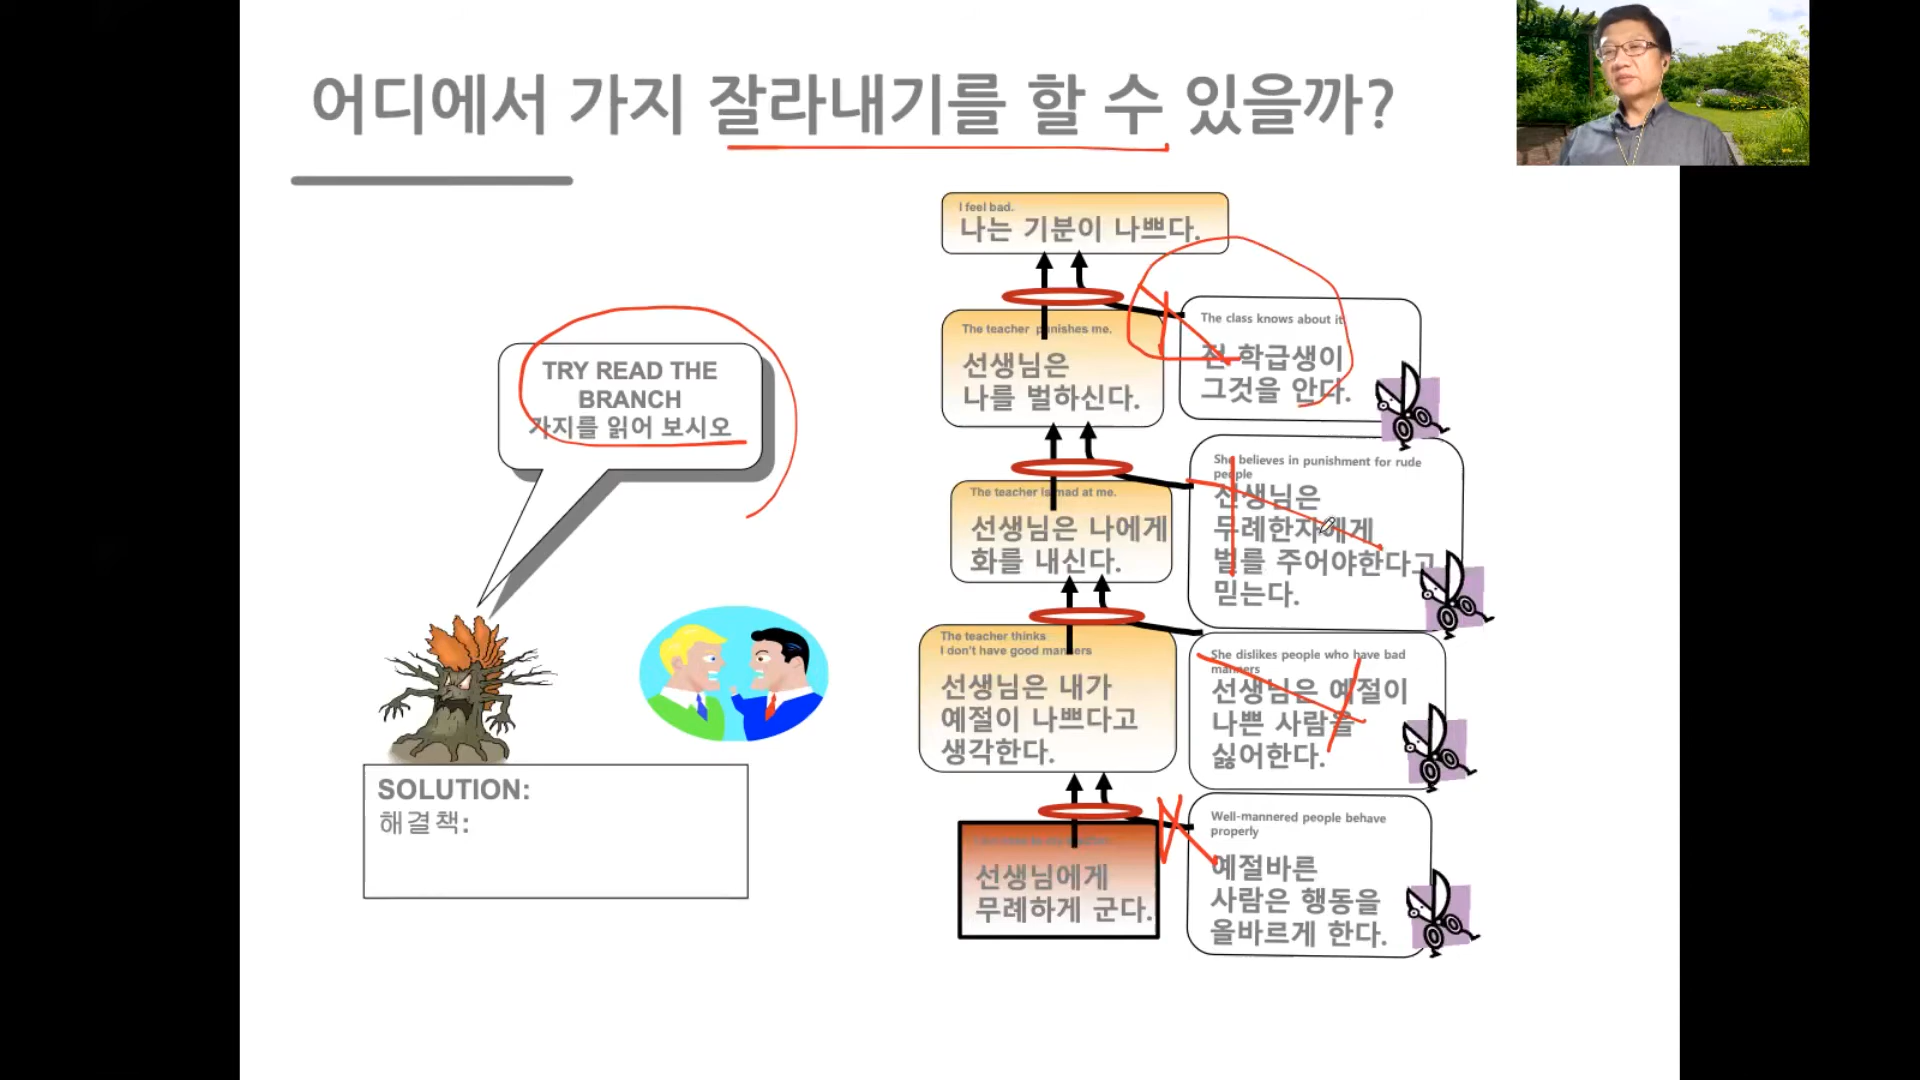 어디에서 가지 잘라내기를 할 수 있을까?
I feel bad.
나는 기분이 나쁘다.
The teacher punishes me.
선생님은
나를 벌하신다.
The class knows about it
전 학급생이
그것을 안다.
TRY READ THE
BRANCH
가지를 읽어 보시오
The teacher is mad at me.
선생님은 나에게
화를 내신다.
She believes in punishment for rude
people
선생님은
무례한자에게
벌를 주어야한다고
믿는다.
The teacher thinks
I don't have good manners
선생님은 내가
예절이 나쁘다고
생각한다.
She dislikes people who have bad
manners
선생님은 예절이
나쁜 사람을
싫어한다.
SOLUTION:
해결책:
선생님에게
무례하게 군다.
Well-mannered people behave
properly
예절바른
사람은 행동을
올바르게 한다.